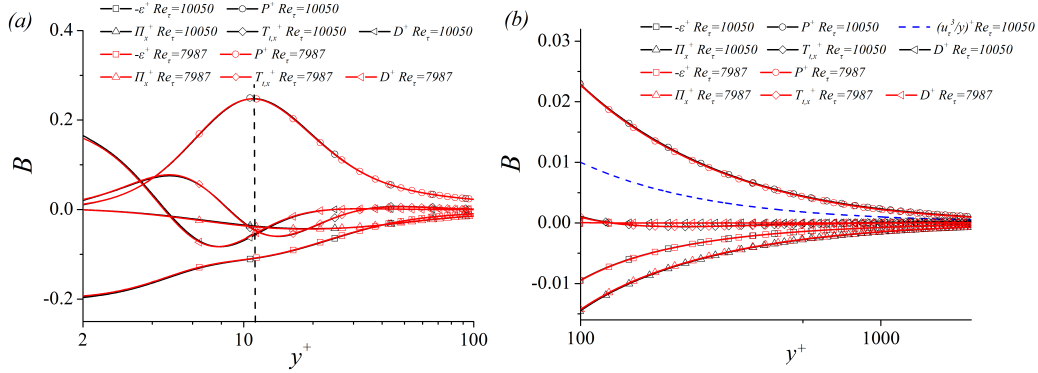 (a)
-ε⁺ Reτ=10050 P⁺ Reτ=10050
Πₓ⁺ Reτ=10050 Tₜ,ₓ⁺ Reτ=10050 D⁺ Reτ=10050
-ε⁺ Reτ=7987 P⁺ Reτ=7987
Πₓ⁺ Reτ=7987 Tₜ,ₓ⁺ Reτ=7987 D⁺ Reτ=7987
0.4
0.2
0.0
-0.2
B
2 10 100
y⁺
(b)
-ε⁺ Reτ=10050 P⁺ Reτ=10050 (uτ³/y)⁺Reτ=10050
Πₓ⁺ Reτ=10050 Tₜ,ₓ⁺ Reτ=10050 D⁺ Reτ=10050
-ε⁺ Reτ=7987 P⁺ Reτ=7987
Πₓ⁺ Reτ=7987 Tₜ,ₓ⁺ Reτ=7987 D⁺ Reτ=7987
0.03
0.02
0.01
0.00
-0.01
B
100 1000
y⁺